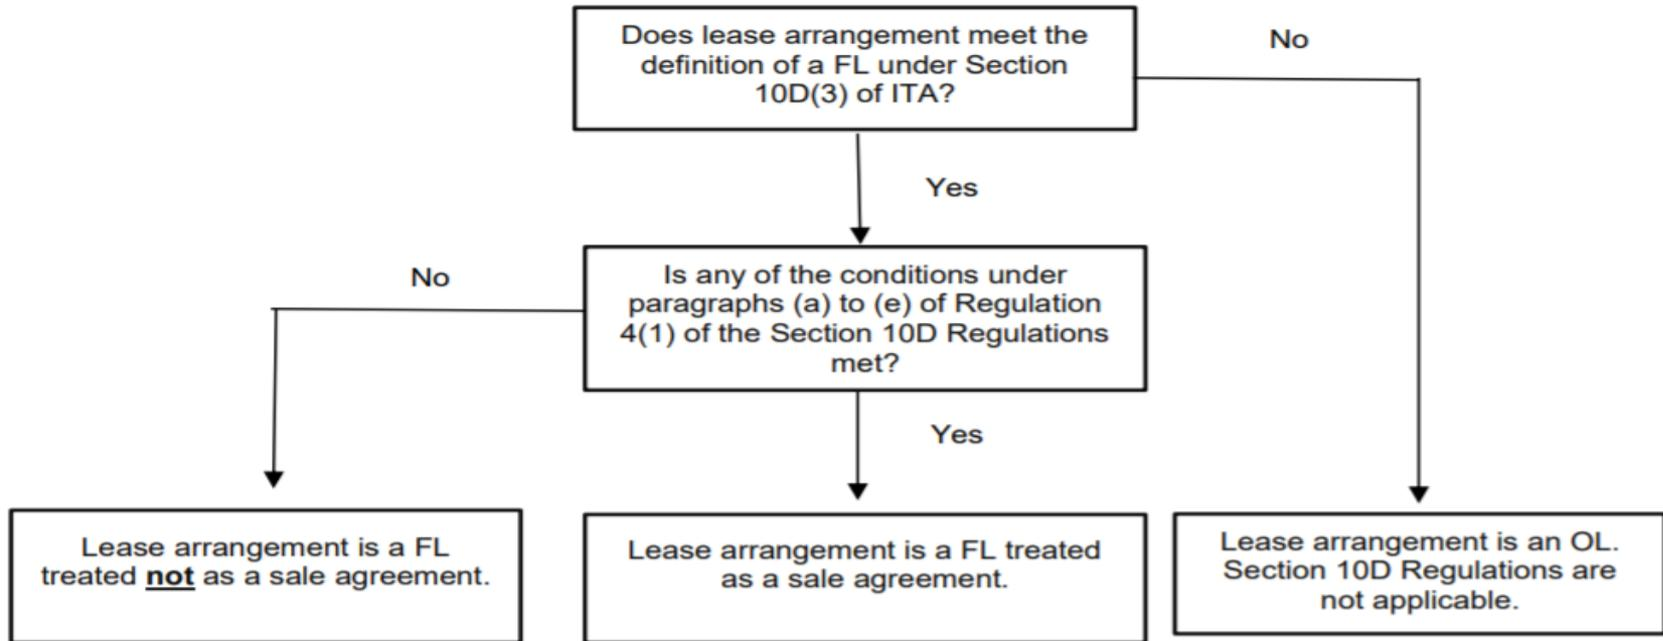 Does lease arrangement meet the
definition of a FL under Section
10D(3) of ITA?
No
Yes
No
Is any of the conditions under
paragraphs (a) to (e) of Regulation
4(1) of the Section 10D Regulations
met?
Yes
Lease arrangement is a FL
treated not as a sale agreement.
Lease arrangement is a FL treated
as a sale agreement.
Lease arrangement is an OL.
Section 10D Regulations are
not applicable.